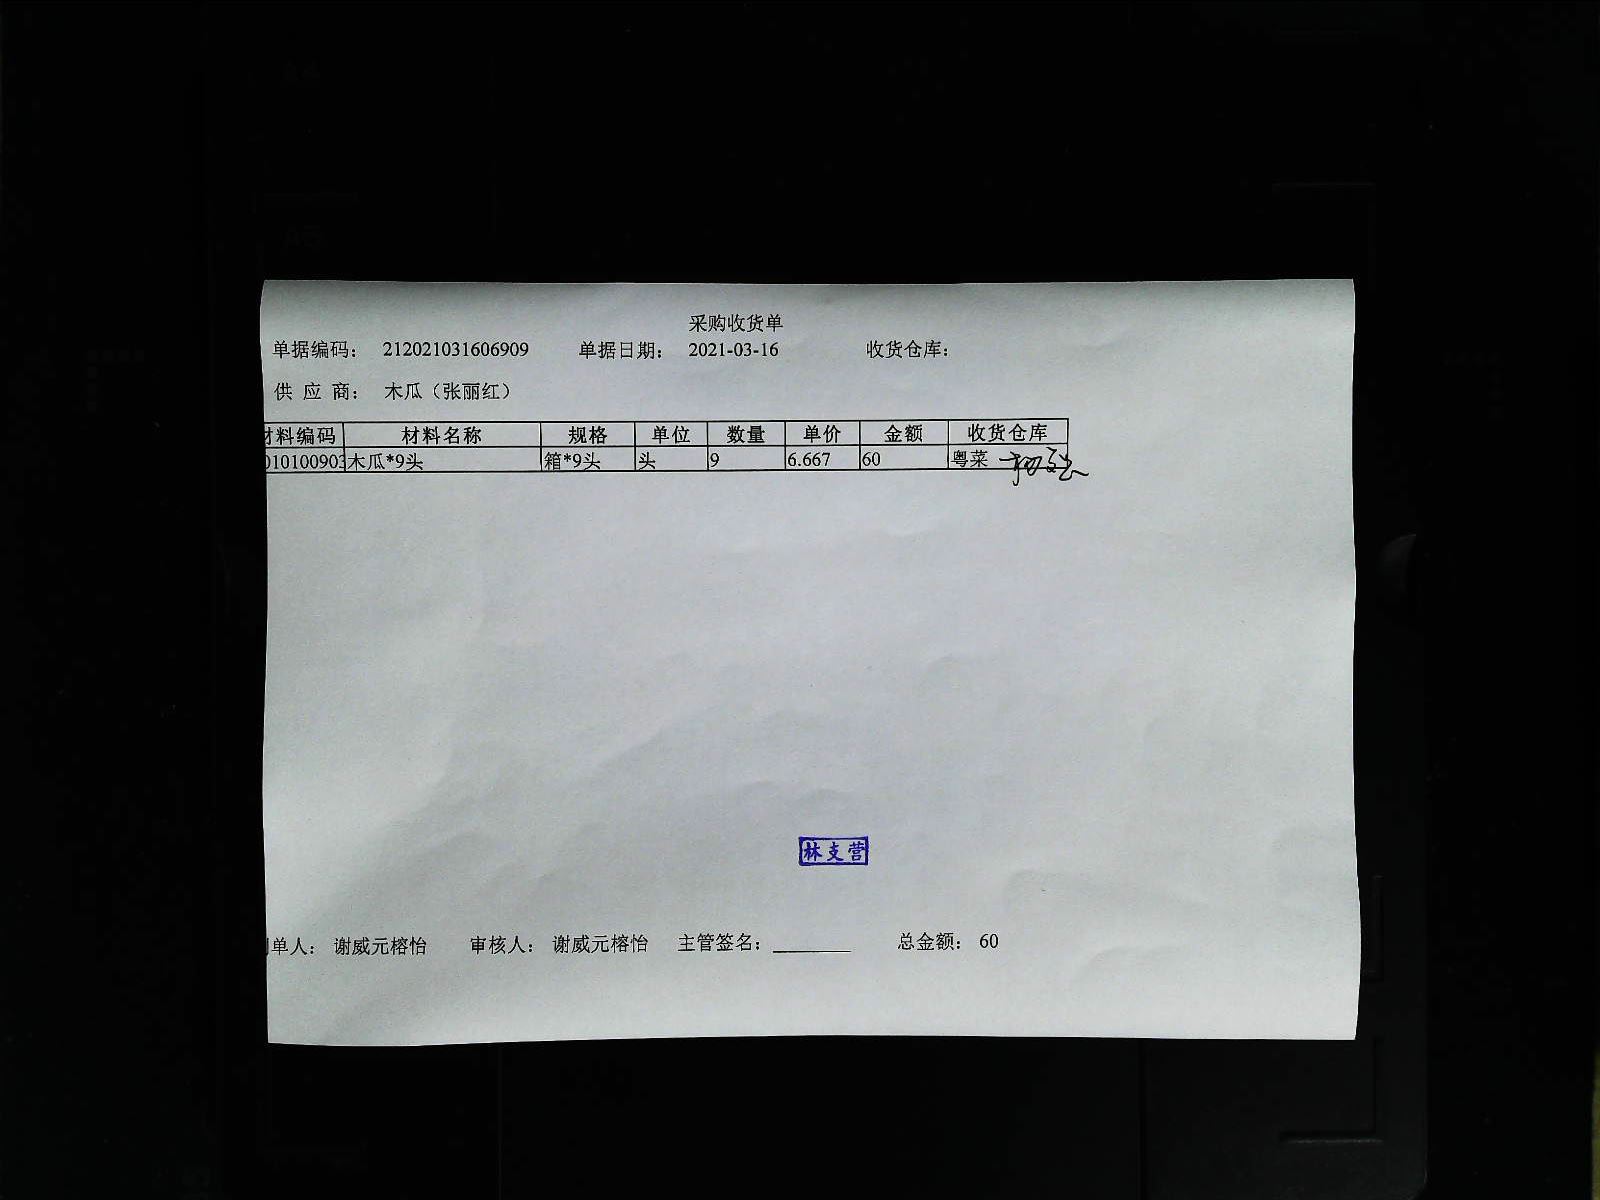 采购收货单
单据编码： 212021031606909 单据日期： 2021-03-16 收货仓库：
供 应 商： 木瓜（张丽红）
材料编码 材料名称 规格 单位 数量 单价 金额 收货仓库
010100903 木瓜*9头 箱*9头 头 9 6.667 60 粤菜
林支营
单人： 谢威元榕怡 审核人： 谢威元榕怡 主管签名： 总金额： 60